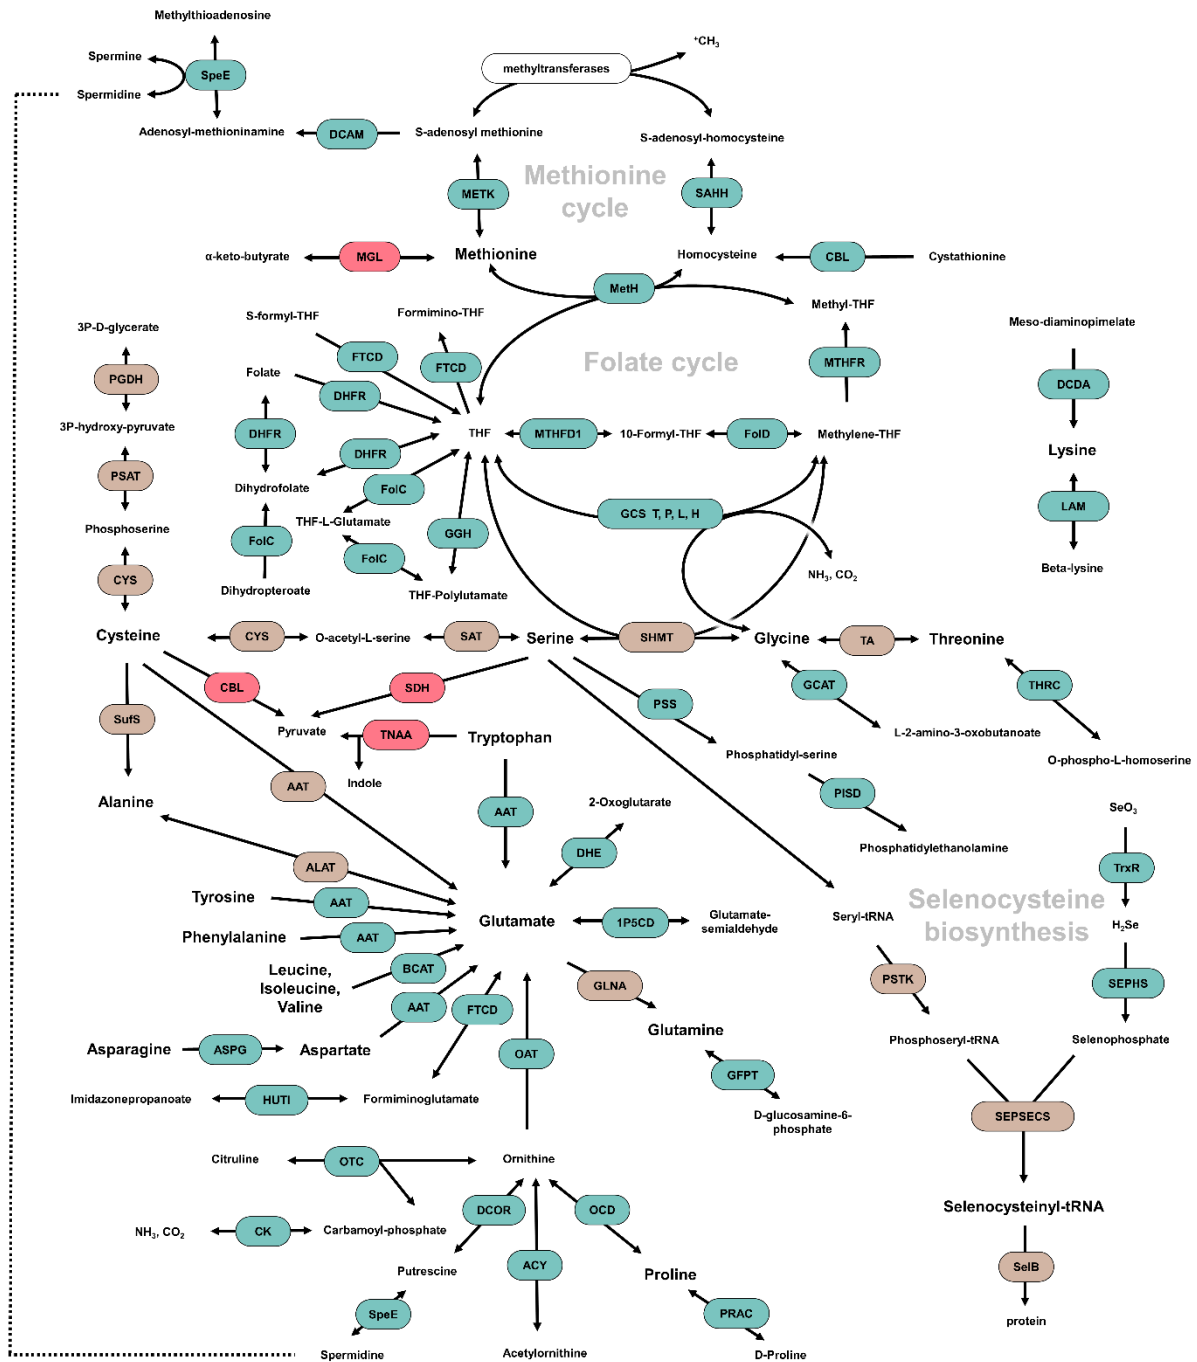 Methylthioadenosine
Spermine
SpeE
Spermidine
Adenosyl-methioninamine
DCAM
S-adenosyl methionine
methyltransferases
⁺CH₃
S-adenosyl-homocysteine
Methionine
cycle
METK
SAHH
α-keto-butyrate
MGL
Methionine
Homocysteine
CBL
Cystathionine
MetH
Methyl-THF
S-formyl-THF
Formimino-THF
3P-D-glycerate
Meso-diaminopimelate
FTCD
FTCD
Folate cycle
MTHFR
PGDH
Folate
DHFR
DCDA
3P-hydroxy-pyruvate
DHFR
THF
MTHFD1
10-Formyl-THF
FolD
Methylene-THF
Lysine
DHFR
PSAT
Dihydrofolate
FolC
LAM
THF-L-Glutamate
GCS T, P, L, H
Phosphoserine
FolC
GGH
FolC
NH₃, CO₂
Beta-lysine
CYS
Dihydropteroate
THF-Polylutamate
Cysteine
CYS
O-acetyl-L-serine
SAT
Serine
SHMT
Glycine
TA
Threonine
CBL
SDH
PSS
GCAT
THRC
SufS
Pyruvate
TNAA
Tryptophan
L-2-amino-3-oxobutanoate
Phosphatidyl-serine
O-phospho-L-homoserine
Indole
AAT
PISD
Alanine
AAT
2-Oxoglutarate
SeO₃
DHE
Phosphatidylethanolamine
ALAT
TrxR
Tyrosine
AAT
Glutamate
1P5CD
Glutamate-
semialdehyde
Seryl-tRNA
Selenocysteine
biosynthesis
H₂Se
Phenylalanine
AAT
Leucine,
Isoleucine,
Valine
BCAT
AAT
FTCD
GLNA
PSTK
SEPHS
Glutamine
Asparagine
ASPG
Aspartate
OAT
Phosphoseryl-tRNA
Selenophosphate
GFPT
Imidazonepropanoate
HUTI
Formiminoglutamate
D-glucosamine-6-
phosphate
SEPSECS
Citruline
OTC
Ornithine
DCOR
OCD
Selenocysteinyl-tRNA
NH₃, CO₂
CK
Carbamoyl-phosphate
Putrescine
ACY
Proline
SelB
SpeE
PRAC
protein
Spermidine
Acetylornithine
D-Proline